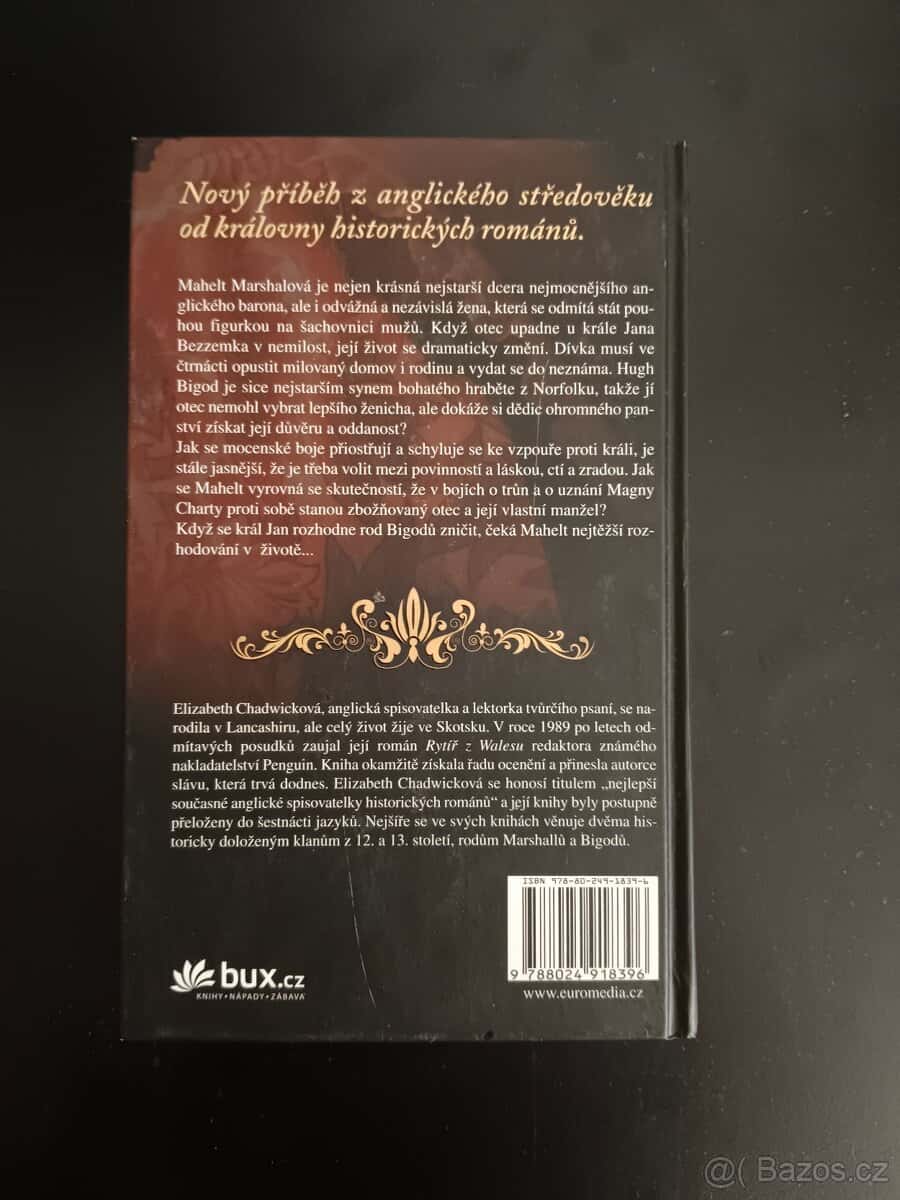 Nový příběh z anglického středověku
od královny historických románů.
Mahelt Marshalová je nejen krásná nejstarší dcera nejmocnějšího an-
glického barona, ale i odvážná a nezávislá žena, která se odmítá stát pou-
hou figurkou na šachovnici mužů. Když otec upadne u krále Jana
Bezzemka v nemilost, její život se dramaticky změní. Dívka musí ve
čtrnácti opustit milovaný domov i rodinu a vydat se do neznáma. Hugh
Bigod je sice nejstarším synem bohatého hraběte z Norfolku, takže jí
otec nemohl vybrat lepšího ženicha, ale dokáže si dědic ohromného pan-
ství získat její důvěru a oddanost?
Jak se mocenské boje přiostřují a schyluje se ke vzpouře proti králi, je
stále jasnější, že je třeba volit mezi povinností a láskou, ctí a zradou. Jak
se Mahelt vyrovná se skutečností, že v bojích o trůn a o uznání Magny
Charty proti sobě stanou zbožňovaný otec a její vlastní manžel?
Když se král Jan rozhodne rod Bigodů zničit, čeká Mahelt nejtěžší roz-
hodování v životě...
Elizabeth Chadwicková, anglická spisovatelka a lektorka tvůrčího psaní, se na-
rodila v Lancashiru, ale celý život žije ve Skotsku. V roce 1989 po letech od-
mítavých posudků zaujal její román Rytíř z Walesu redaktora známého
nakladatelství Penguin. Kniha okamžitě získala řadu ocenění a přinesla autorce
slávu, která trvá dodnes. Elizabeth Chadwicková se honosí titulem „nejlepší
současné anglické spisovatelky historických románů“ a její knihy byly postupně
přeloženy do šestnácti jazyků. Nejšíře se ve svých knihách věnuje dvěma his-
toricky doloženým klanům z 12. a 13. století, rodům Marshallů a Bigodů.
ISBN 978-80-249-1839-6
9 788024 918396
www.euromedia.cz
bux.cz
KNIHY • NÁPADY • ZÁBAVA
@( Bazos.cz